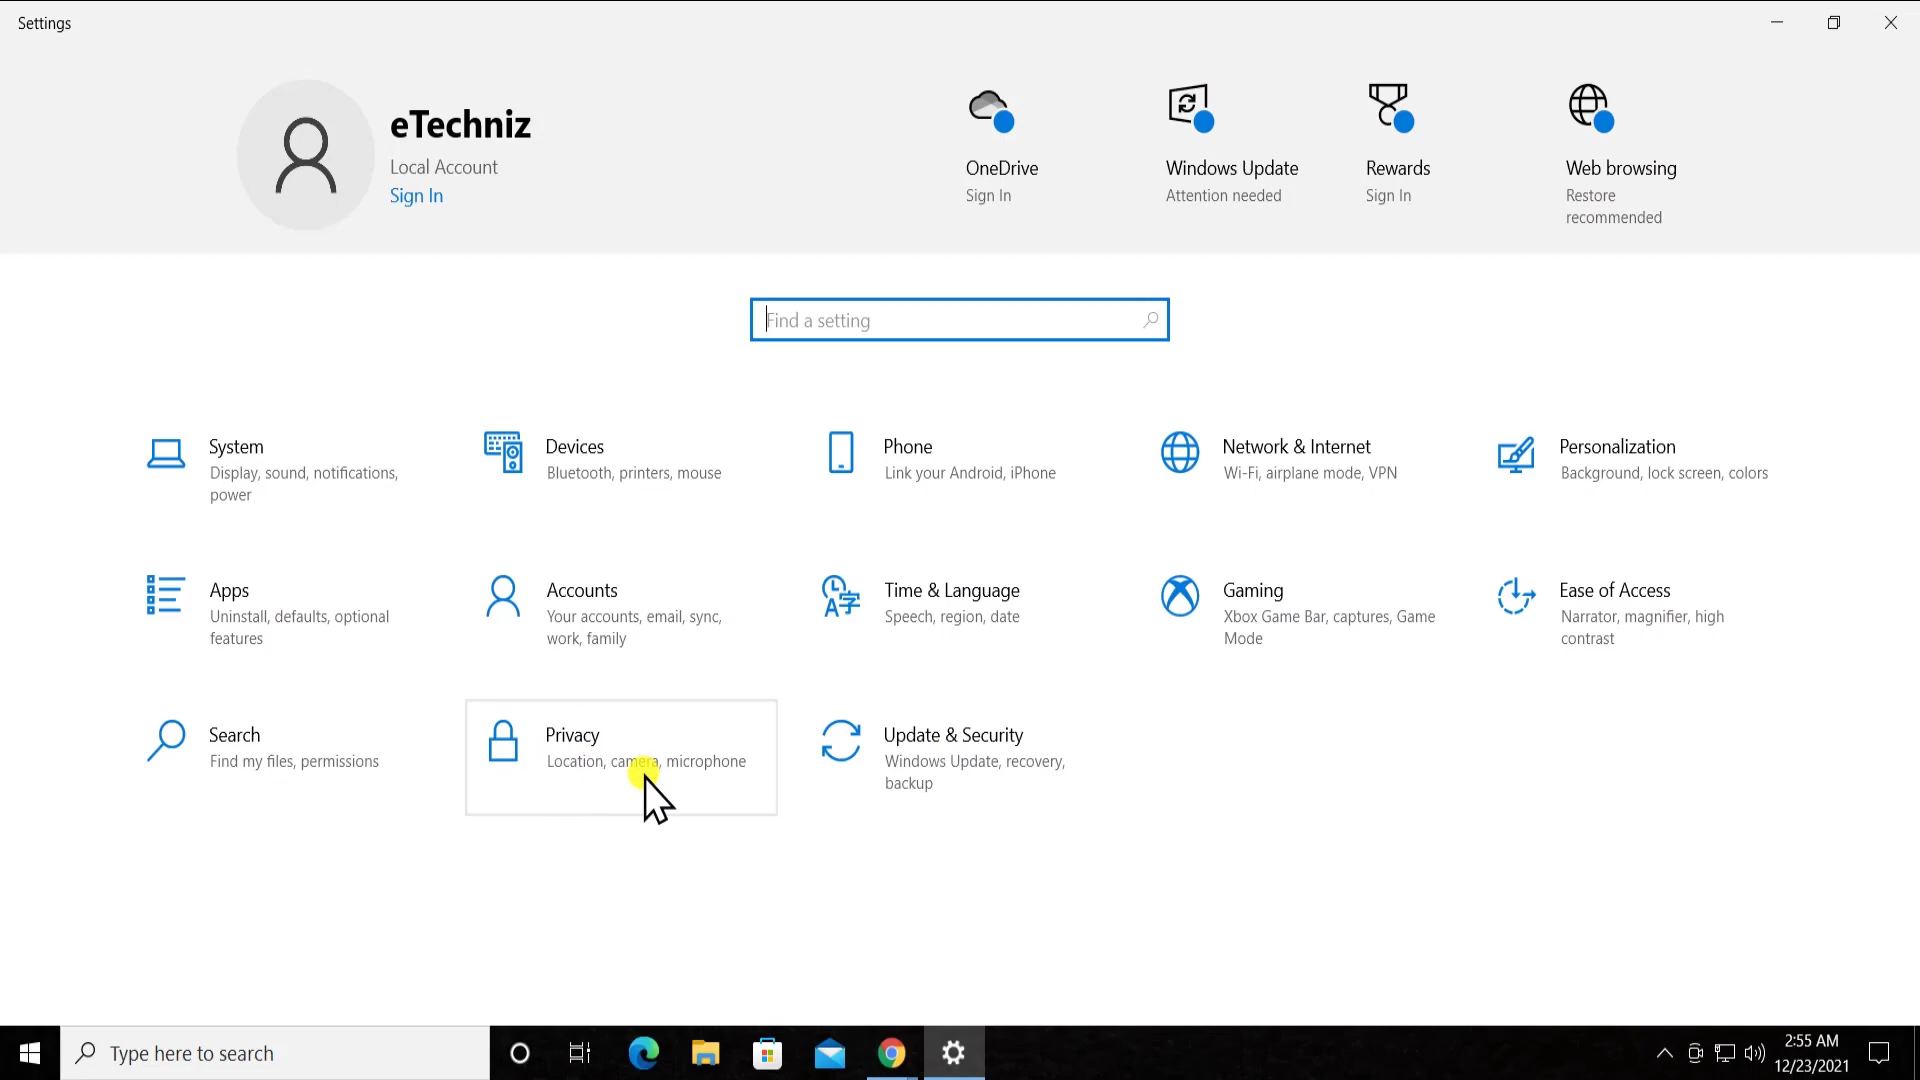 Settings
eTechniz
Local Account
Sign In
OneDrive
Sign In
Windows Update
Attention needed
Rewards
Sign In
Web browsing
Restore
recommended
Find a setting
System
Display, sound, notifications,
power
Devices
Bluetooth, printers, mouse
Phone
Link your Android, iPhone
Network & Internet
Wi-Fi, airplane mode, VPN
Personalization
Background, lock screen, colors
Apps
Uninstall, defaults, optional
features
Accounts
Your accounts, email, sync,
work, family
Time & Language
Speech, region, date
Gaming
Xbox Game Bar, captures, Game
Mode
Ease of Access
Narrator, magnifier, high
contrast
Search
Find my files, permissions
Privacy
Location, camera, microphone
Update & Security
Windows Update, recovery,
backup
Type here to search
2:55 AM
12/23/2021